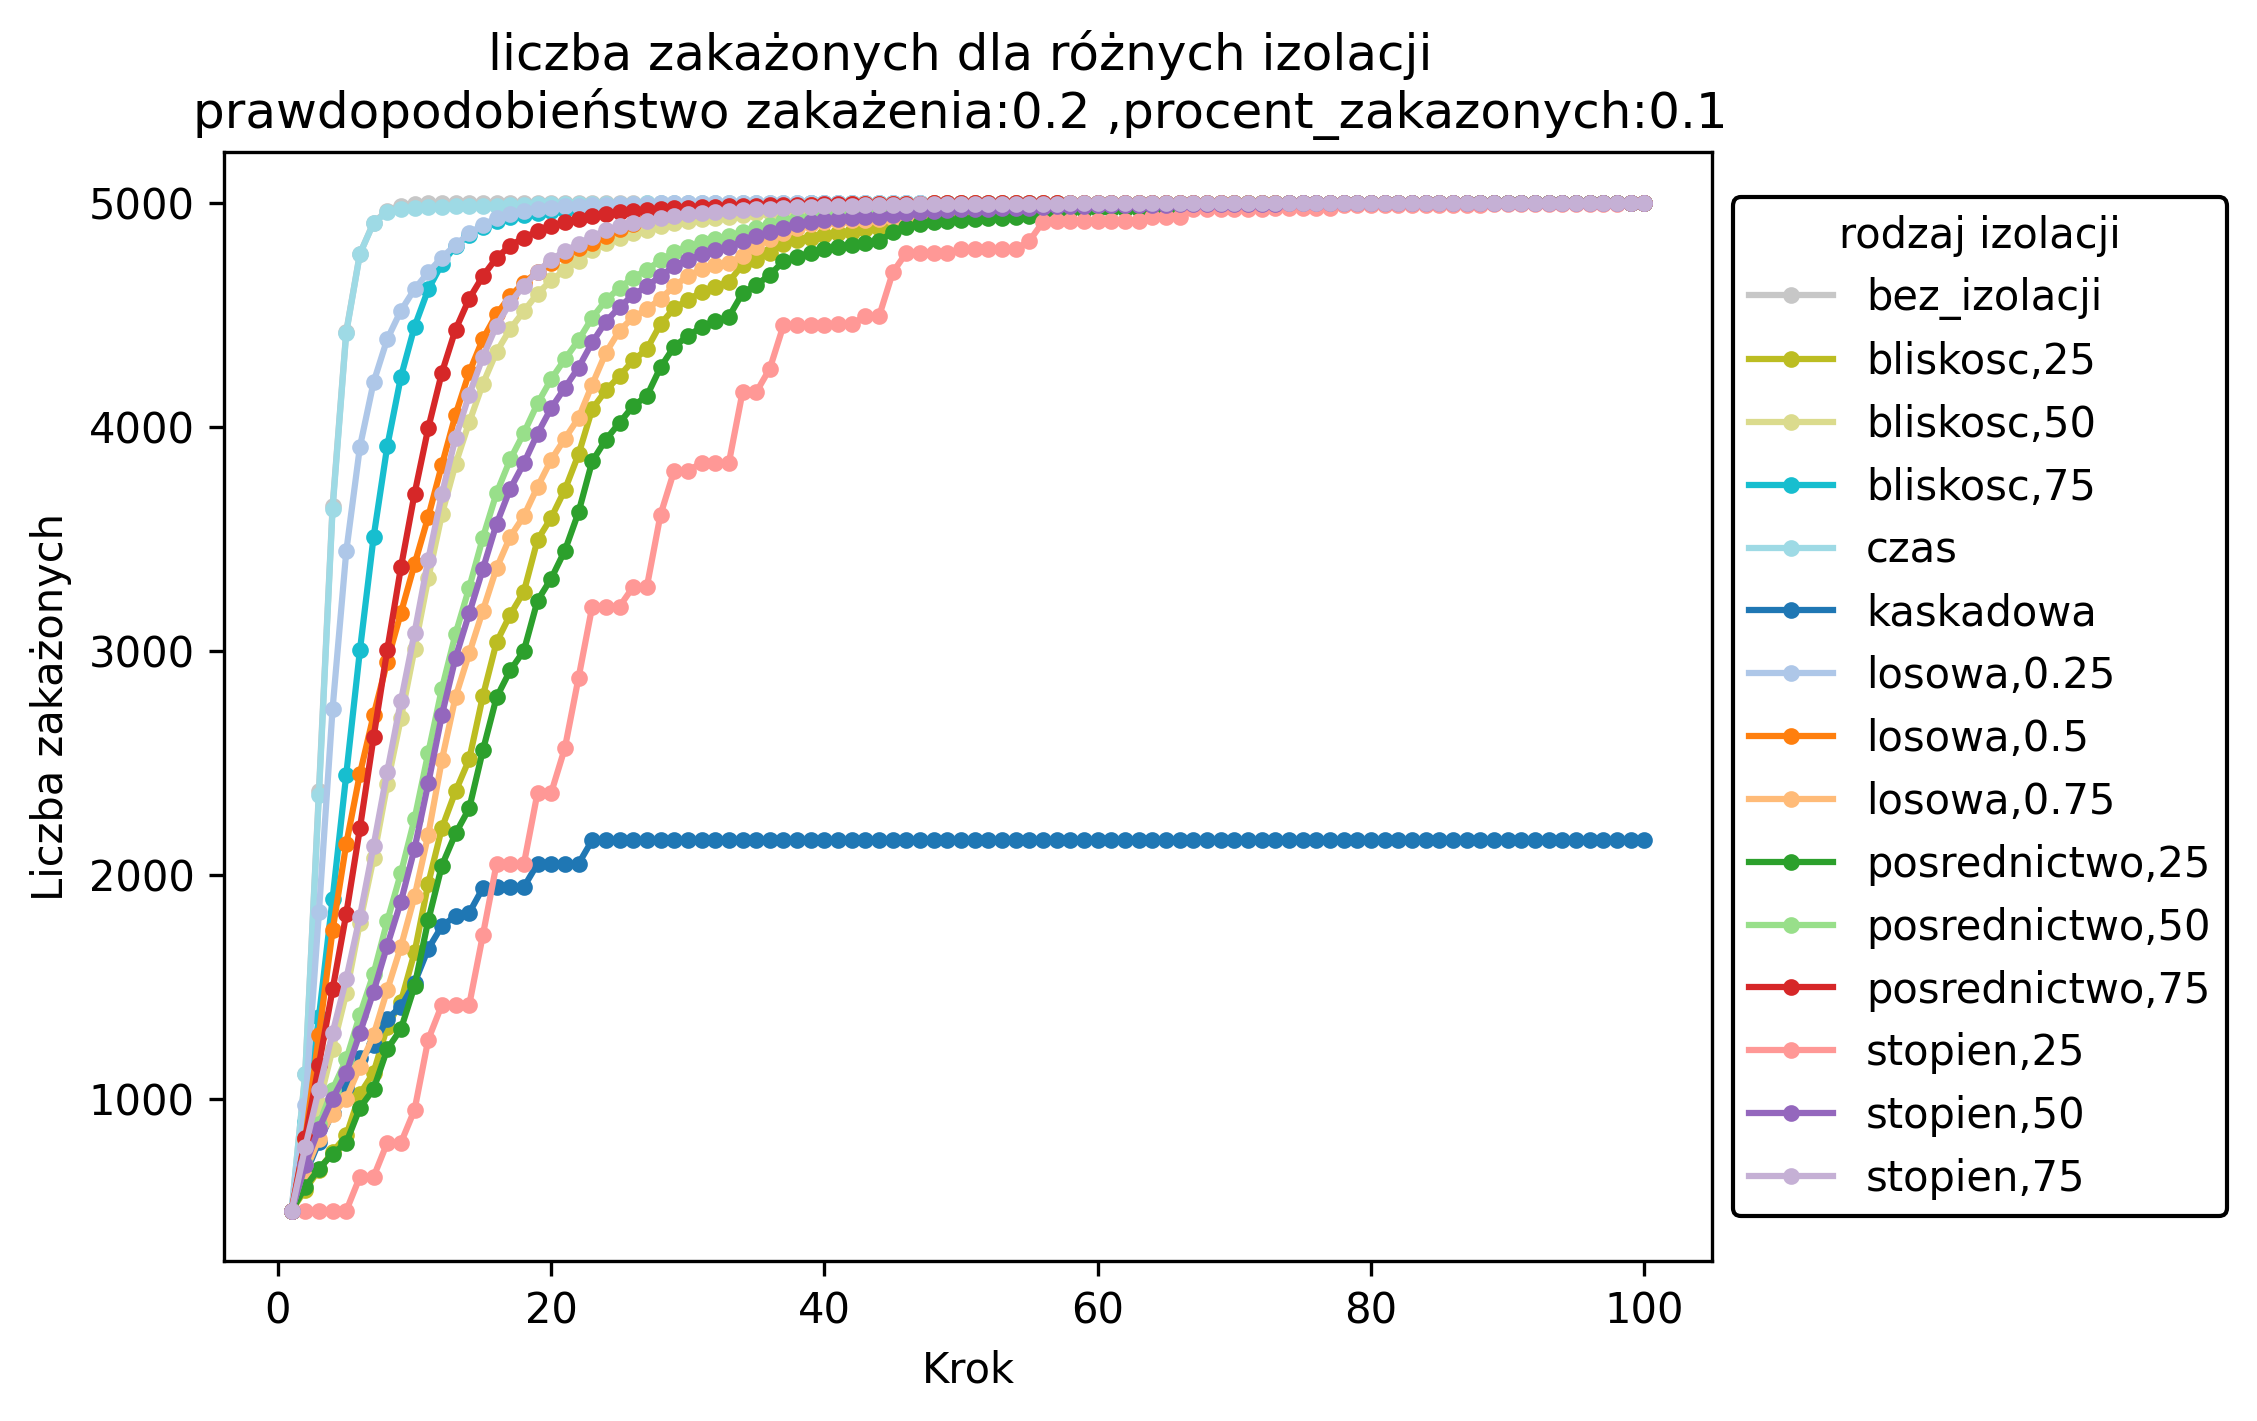 liczba zakażonych dla różnych izolacji
prawdopodobieństwo zakażenia:0.2 ,procent_zakazonych:0.1
Liczba zakażonych
5000
4000
3000
2000
1000
0
20
40
60
80
100
Krok
rodzaj izolacji
bez_izolacji
bliskosc,25
bliskosc,50
bliskosc,75
czas
kaskadowa
losowa,0.25
losowa,0.5
losowa,0.75
posrednictwo,25
posrednictwo,50
posrednictwo,75
stopien,25
stopien,50
stopien,75